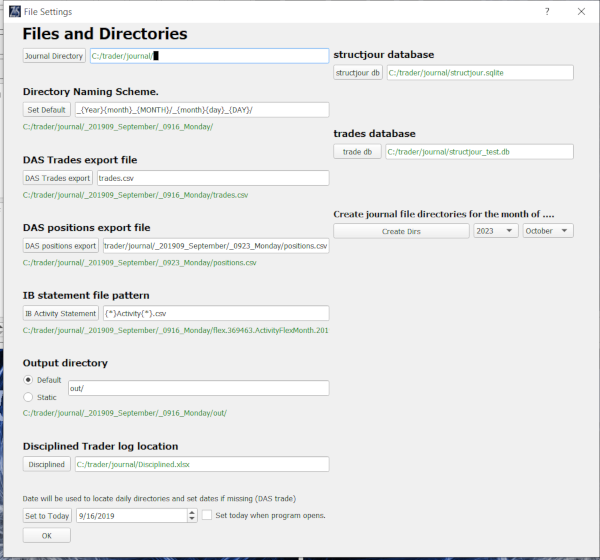 File Settings
Files and Directories
Journal Directory C:/trader/journal/
Directory Naming Scheme.
Set Default _{Year}{month}_{MONTH}/_{month}{day}_{DAY}/
C:/trader/journal/_201909_September/_0916_Monday/
DAS Trades export file
DAS Trades export trades.csv
C:/trader/journal/_201909_September/_0916_Monday/trades.csv
DAS positions export file
DAS positions export trader/journal/_201909_September/_0923_Monday/positions.csv
C:/trader/journal/_201909_September/_0923_Monday/positions.csv
IB statement file pattern
IB Activity Statement {*}Activity{*}.csv
C:/trader/journal/_201909_September/_0916_Monday/flex.369463.ActivityFlexMonth.201
Output directory
Default
out/
Static
C:/trader/journal/_201909_September/_0916_Monday/out/
Disciplined Trader log location
Disciplined C:/trader/journal/Disciplined.xlsx
Date will be used to locate daily directories and set dates if missing (DAS trade)
Set to Today 9/16/2019 Set today when program opens.
OK
structjour database
structjour db C:/trader/journal/structjour.sqlite
trades database
trade db C:/trader/journal/structjour_test.db
Create journal file directories for the month of ....
Create Dirs 2023 October